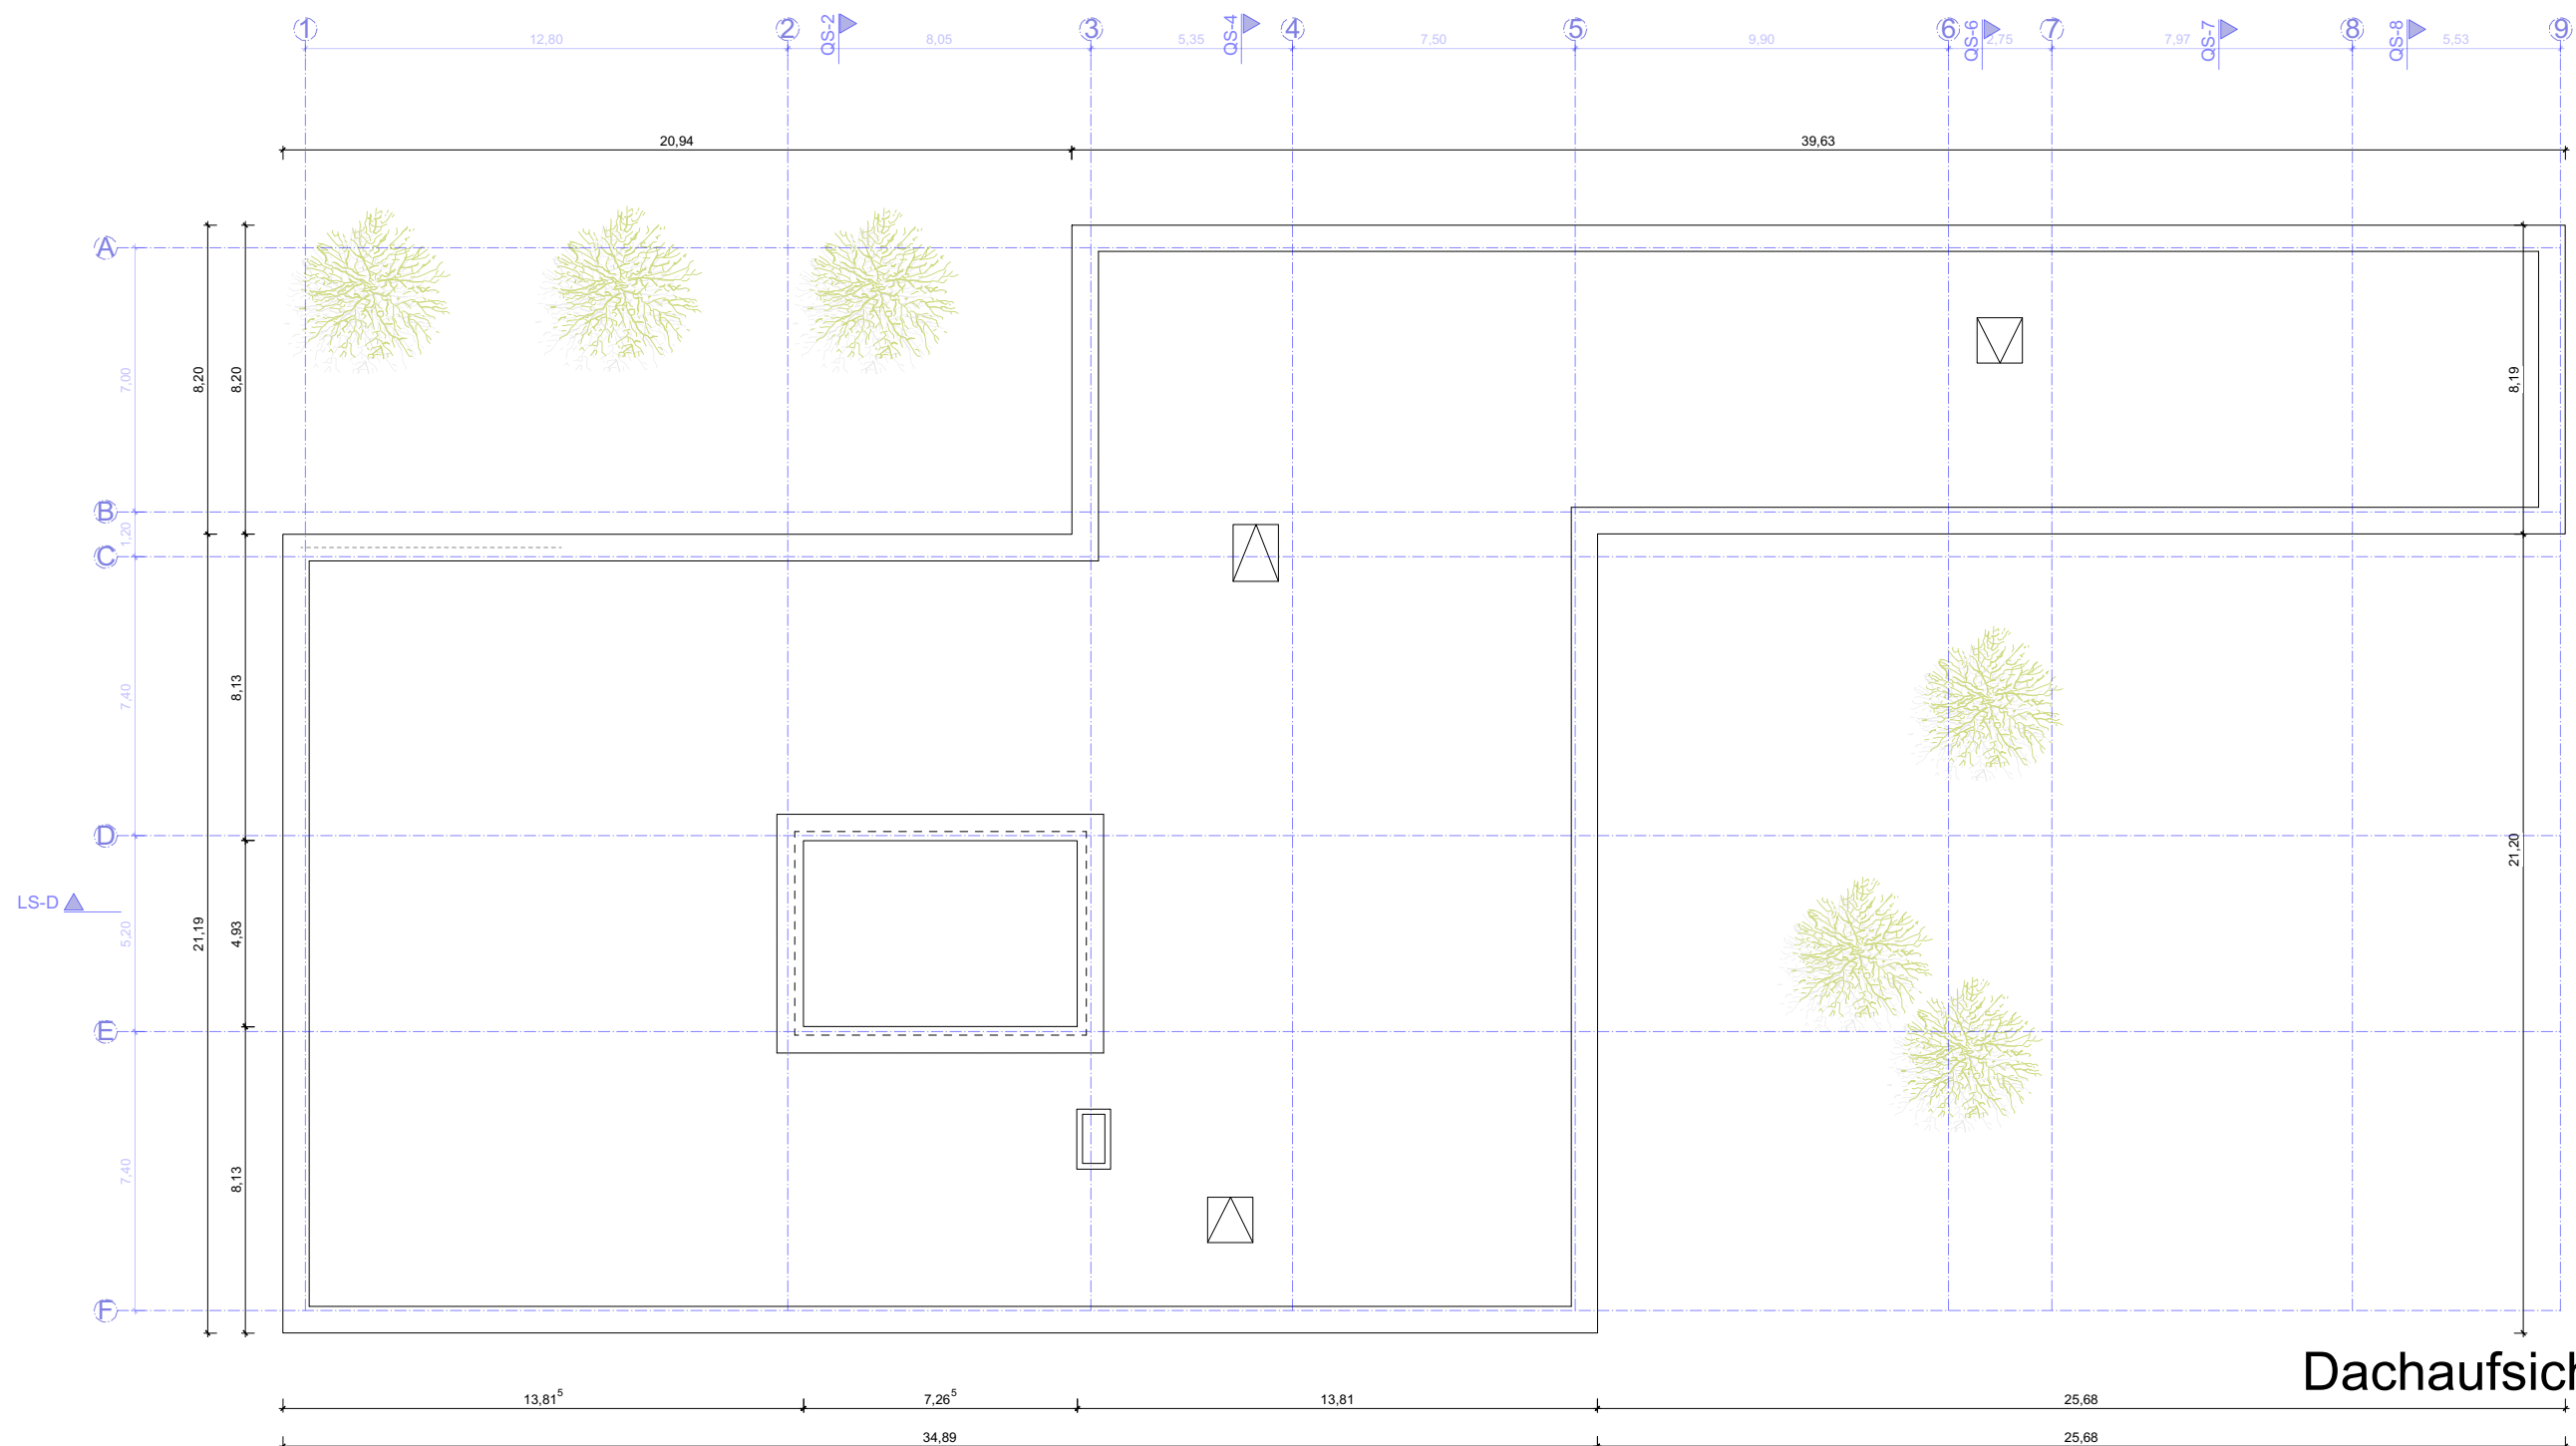 1 2 3 4 5 6 7 8 9
QS-2 QS-4 QS-6 QS-7 QS-8
12,80 8,05 5,35 7,50 9,90 2,75 7,97 5,53
20,94 39,63
A
7,00
8,20 8,20 8,19
B
1,20
C
7,40
8,13
D
21,20
LS-D
5,20
21,19 4,93
E
7,40
8,13
F
Dachaufsich
13,81⁵ 7,26⁵ 13,81 25,68
34,89 25,68